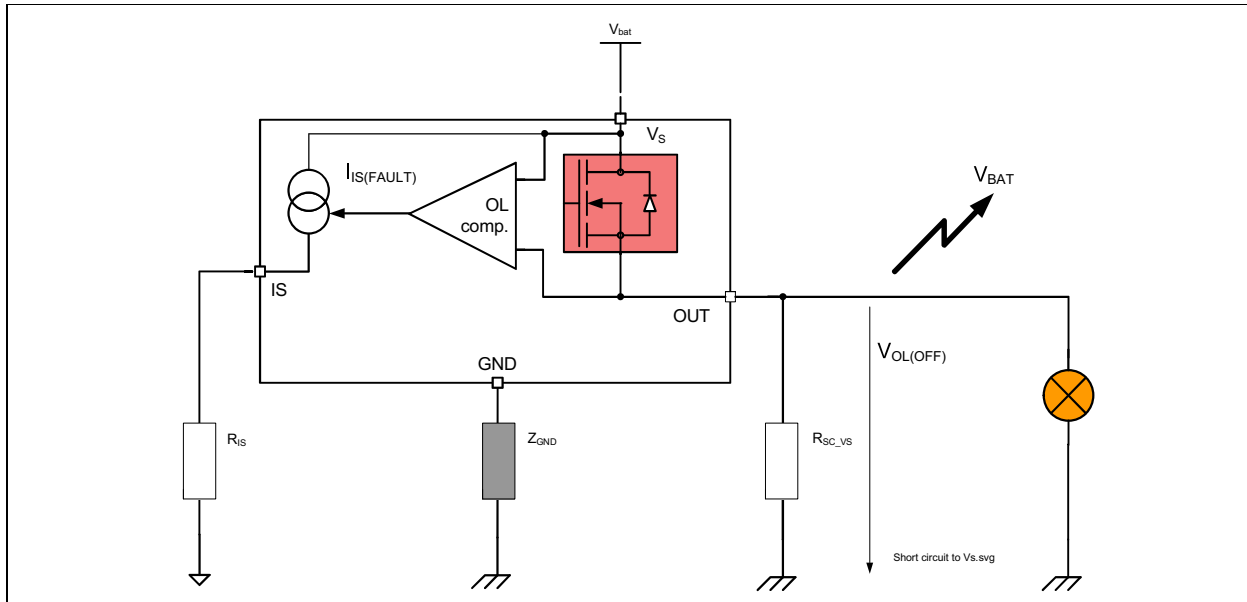 Vbat
VS
IIS(FAULT)
VBAT
OL
comp.
IS
OUT
VOL(OFF)
GND
RIS
ZGND
RSC_VS
Short circuit to Vs.svg